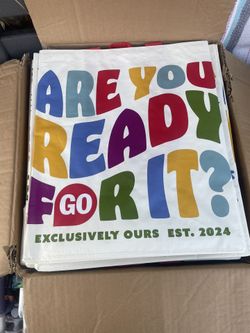 ARE YOU
READY
FOR IT?
GO
EXCLUSIVELY OURS EST. 2024